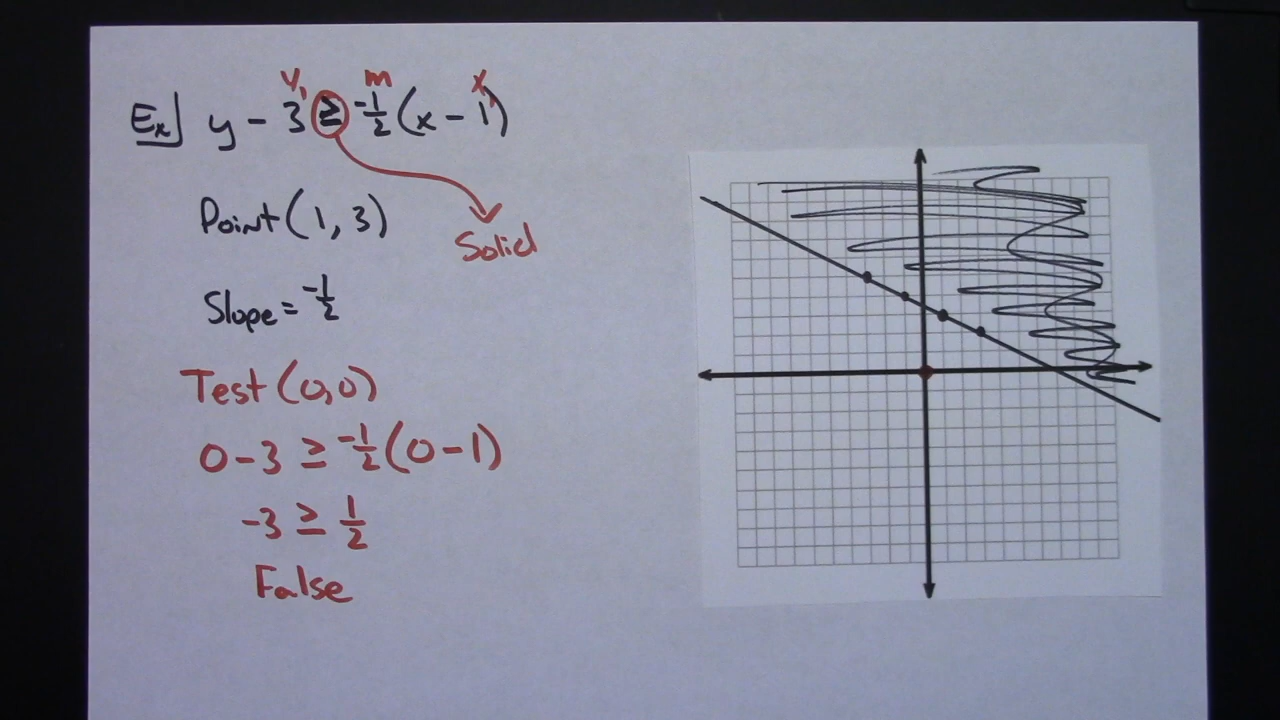 y₁ m x₁
Ex] y - 3 ≥ -1/2 (x - 1)
Point (1, 3)
Solid
Slope = -1/2
Test (0,0)
0 - 3 ≥ -1/2 (0 - 1)
-3 ≥ 1/2
False